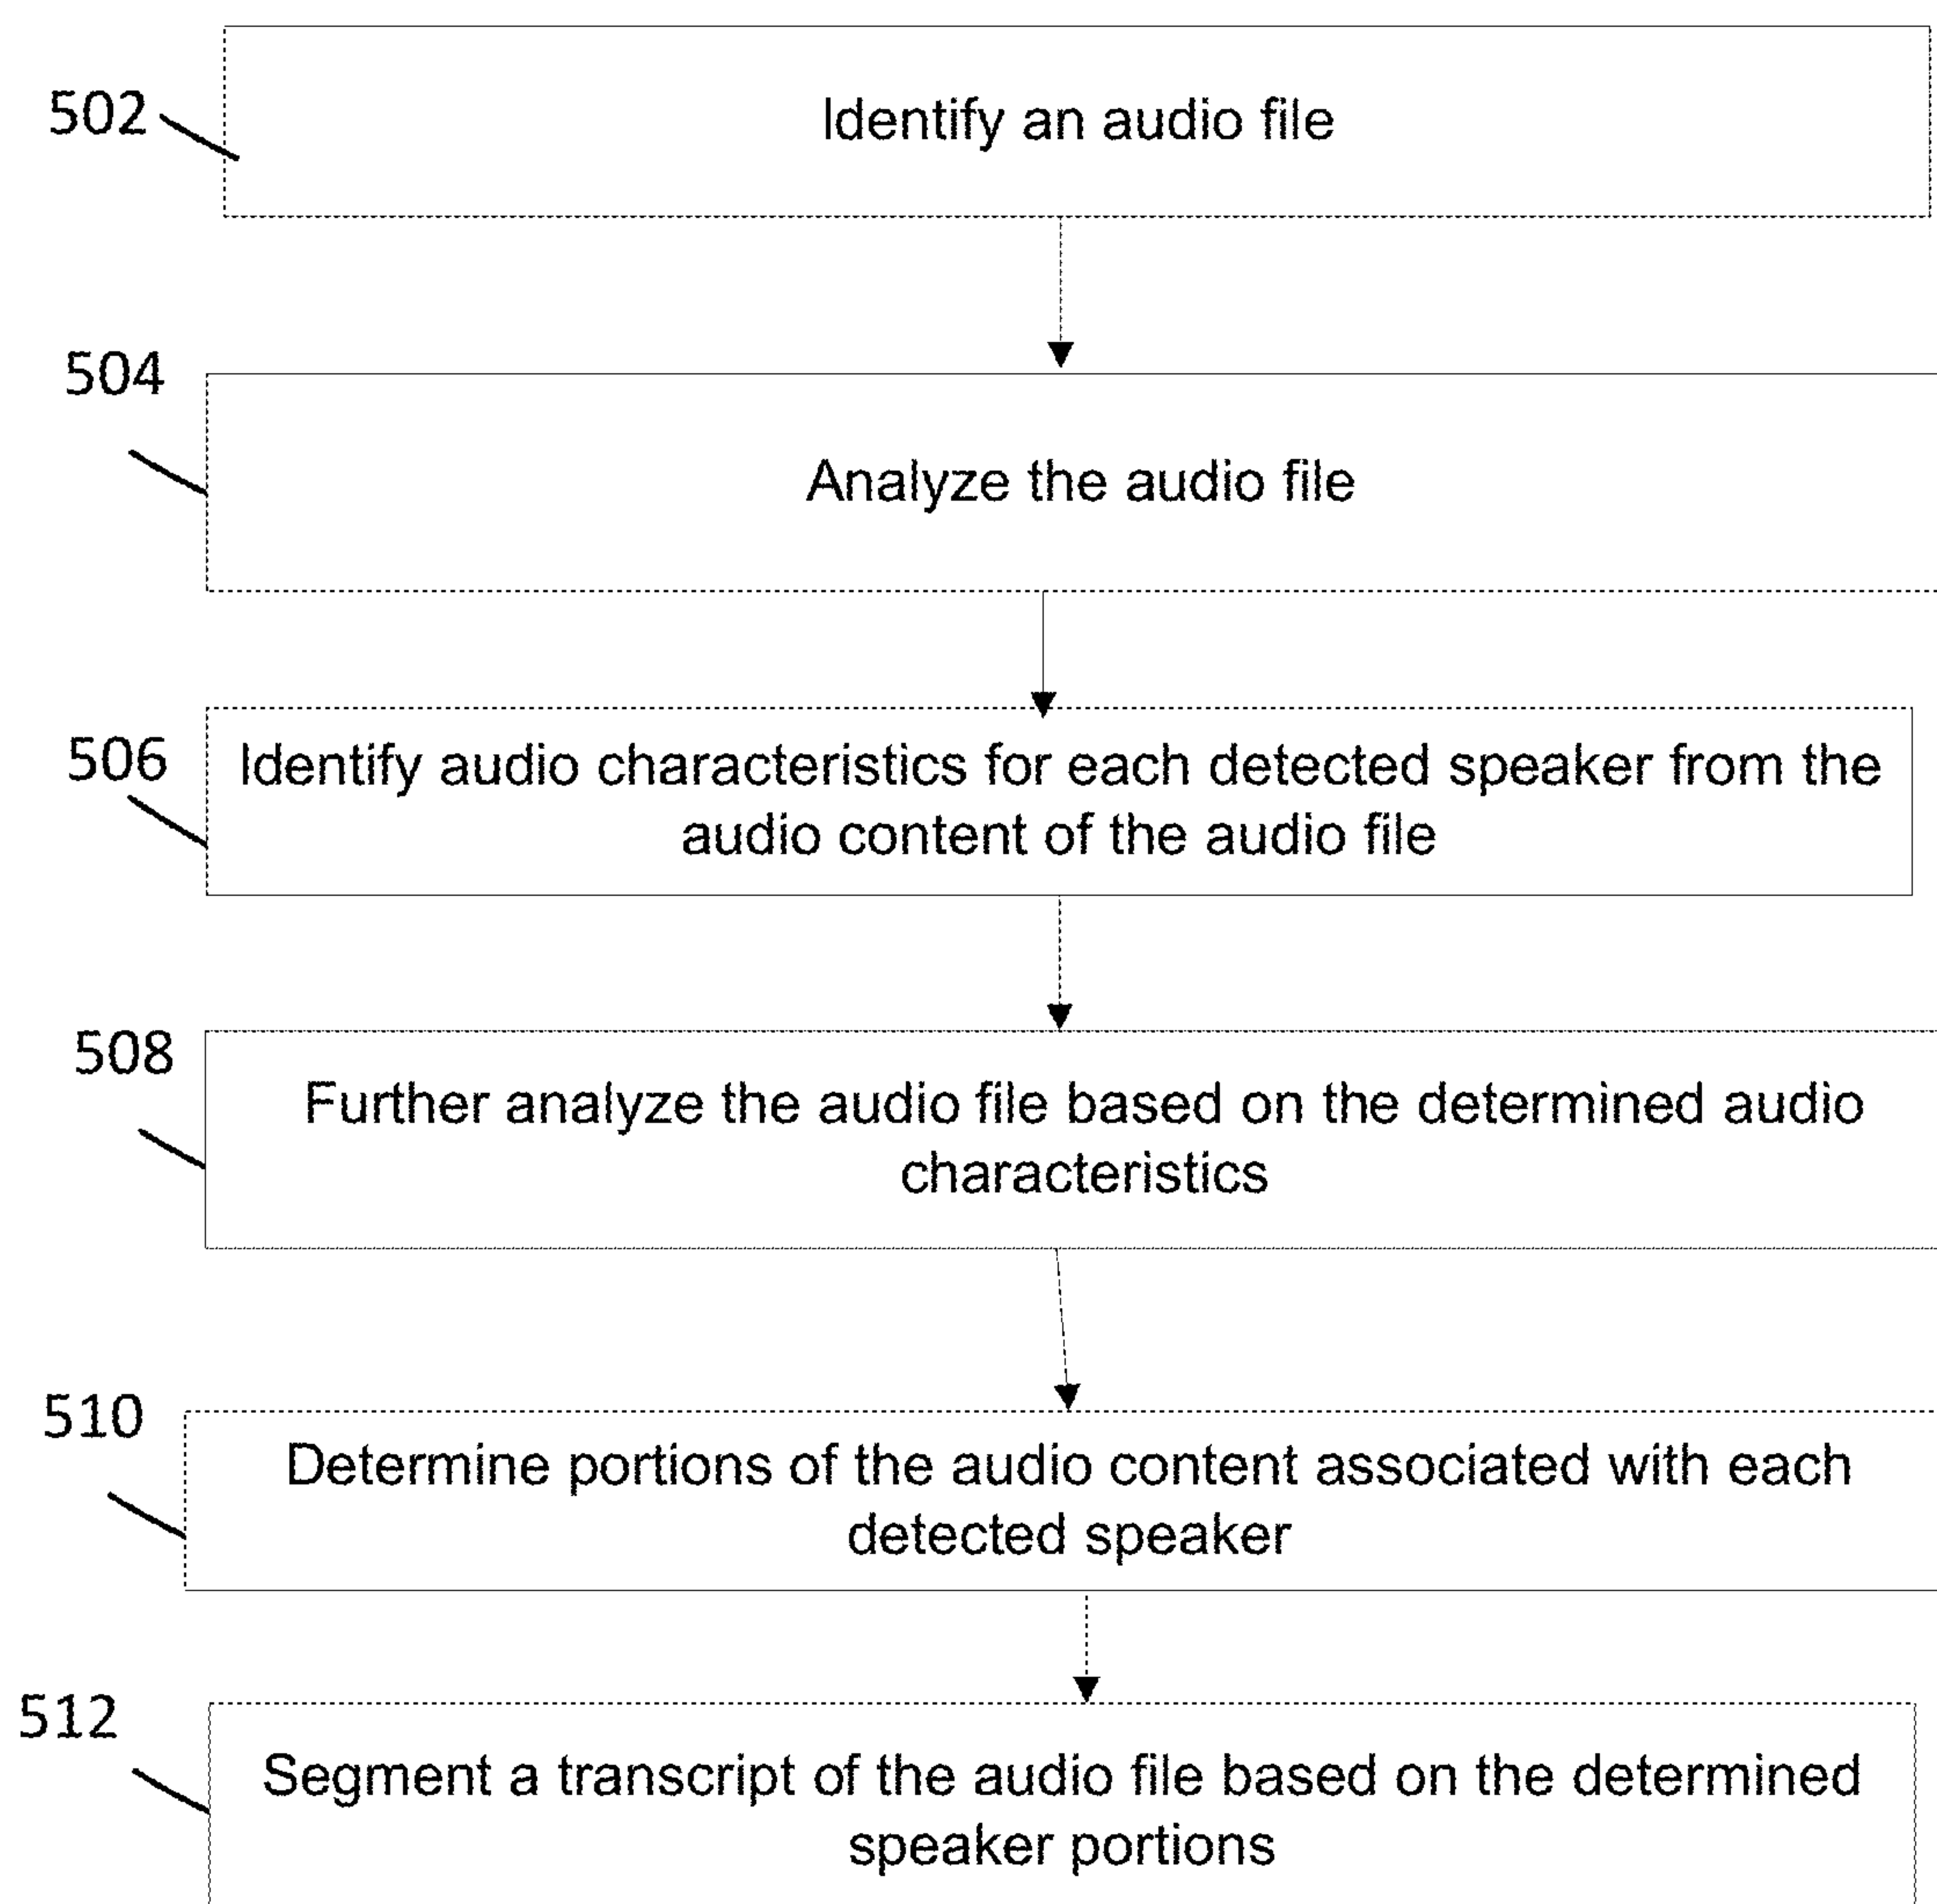 502
Identify an audio file
504
Analyze the audio file
506
Identify audio characteristics for each detected speaker from the
audio content of the audio file
508
Further analyze the audio file based on the determined audio
characteristics
510
Determine portions of the audio content associated with each
detected speaker
512
Segment a transcript of the audio file based on the determined
speaker portions